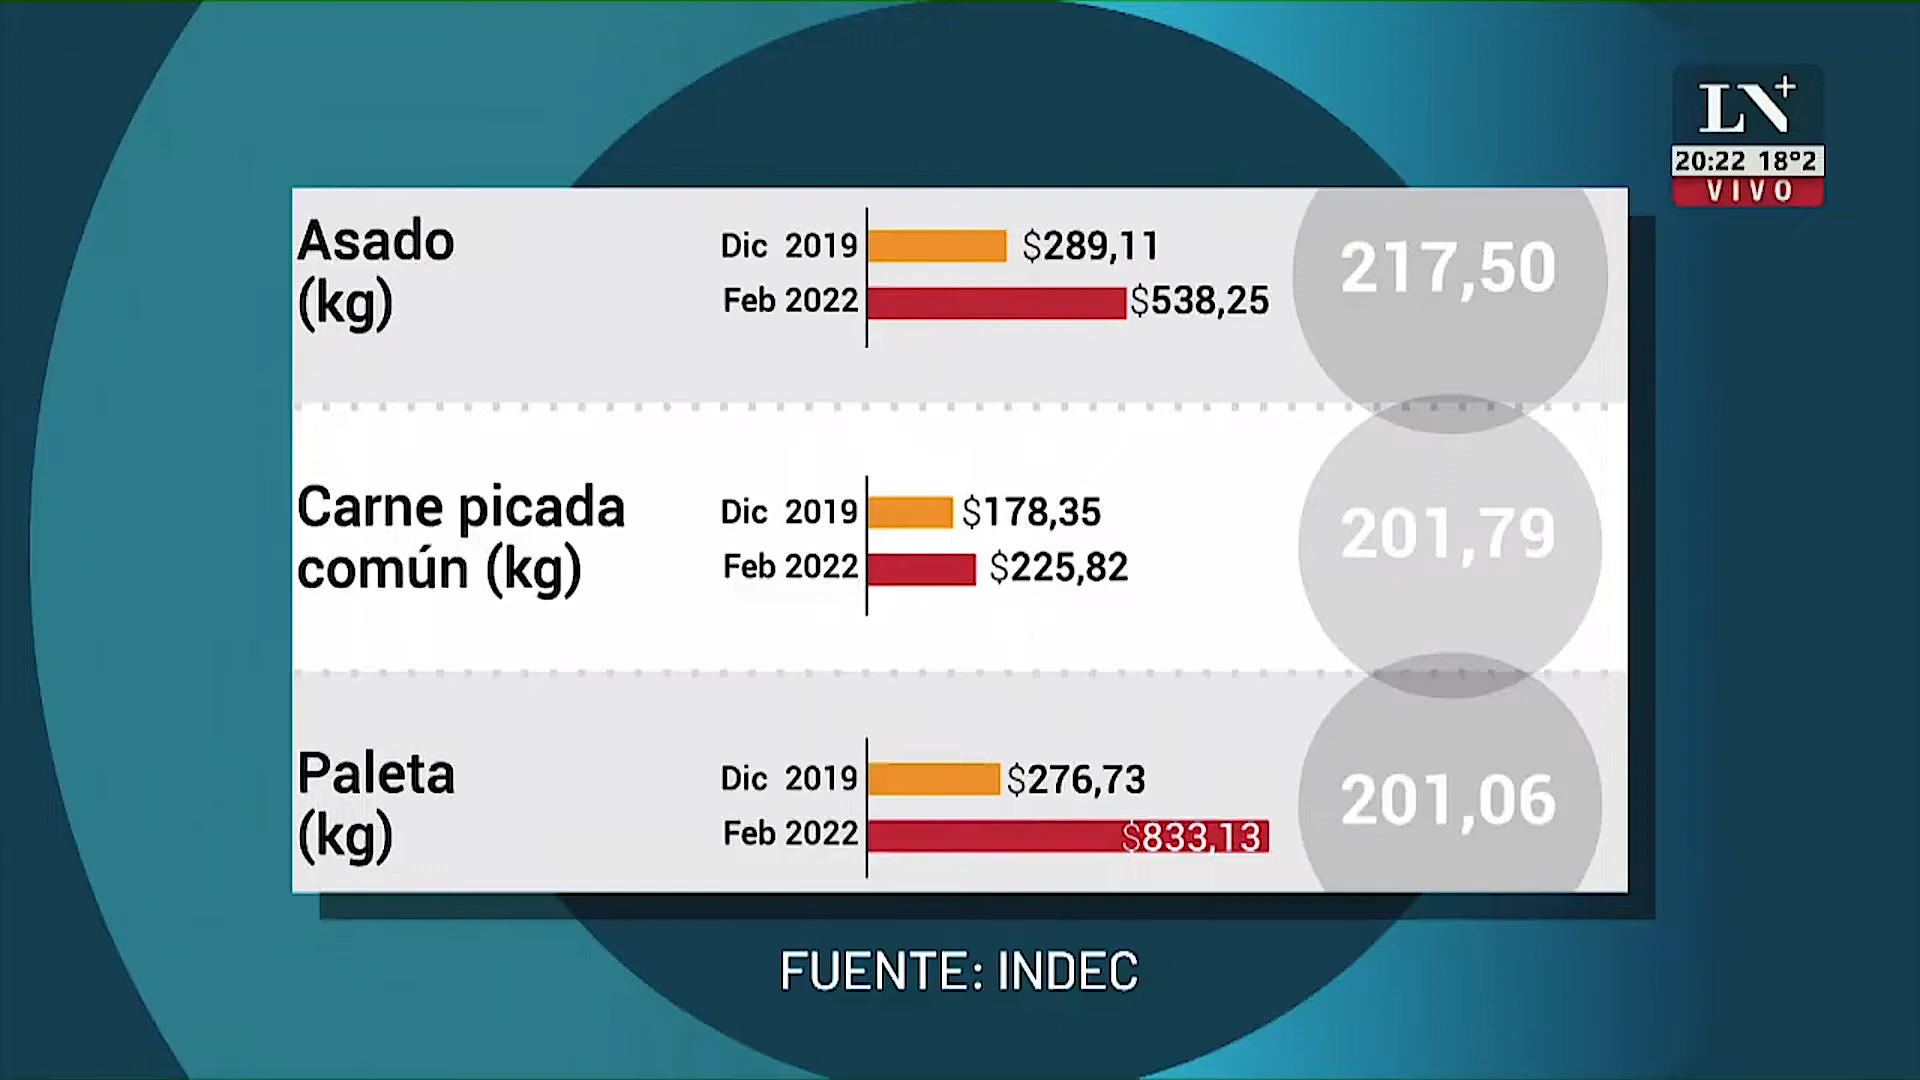 LN+
20:22 18°2
VIVO
Asado
(kg)
Dic 2019 $289,11
Feb 2022 $538,25
217,50
Carne picada
común (kg)
Dic 2019 $178,35
Feb 2022 $225,82
201,79
Paleta
(kg)
Dic 2019 $276,73
Feb 2022 $833,13
201,06
FUENTE: INDEC